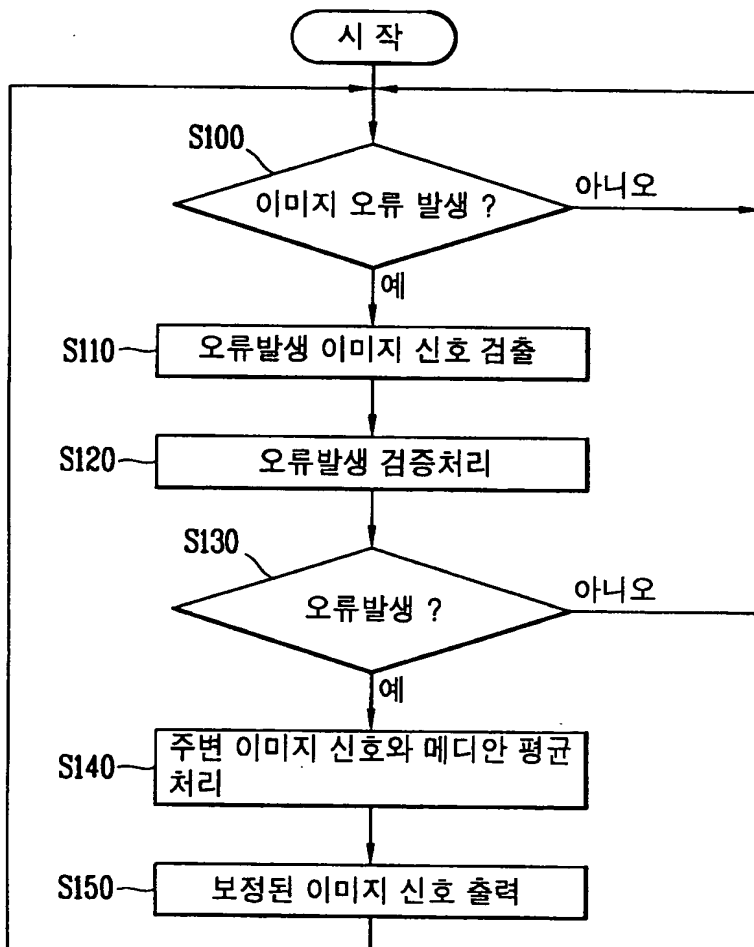 시 작
S100
이미지 오류 발생 ?
아니오
예
S110
오류발생 이미지 신호 검출
S120
오류발생 검증처리
S130
오류발생 ?
아니오
예
S140
주변 이미지 신호와 메디안 평균
처리
S150
보정된 이미지 신호 출력